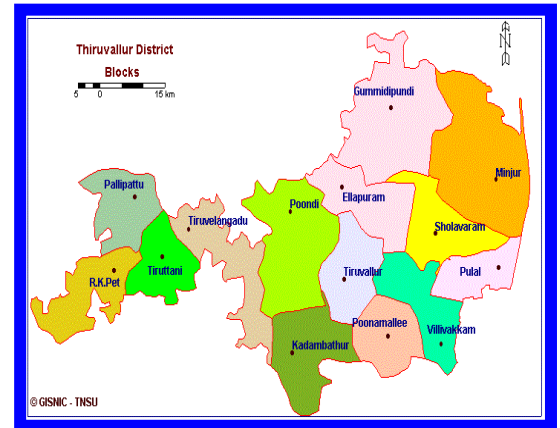 Thiruvallur District
Blocks
5 0 15 km
N
Gummidipundi
Minjur
Pallipattu
Ellapuram
Poondi
Tiruvelangadu
Sholavaram
Tiruttani
R.K.Pet
Tiruvallur
Pulal
Poonamallee
Villivakkam
Kadambathur
© GISNIC - TNSU